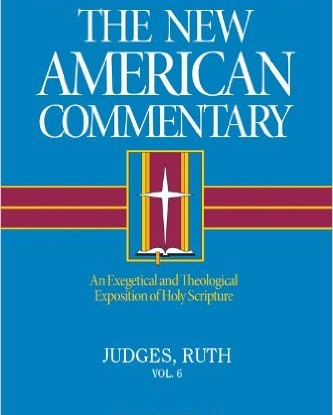 THE NEW
AMERICAN
COMMENTARY
An Exegetical and Theological
Exposition of Holy Scripture
JUDGES, RUTH
VOL. 6